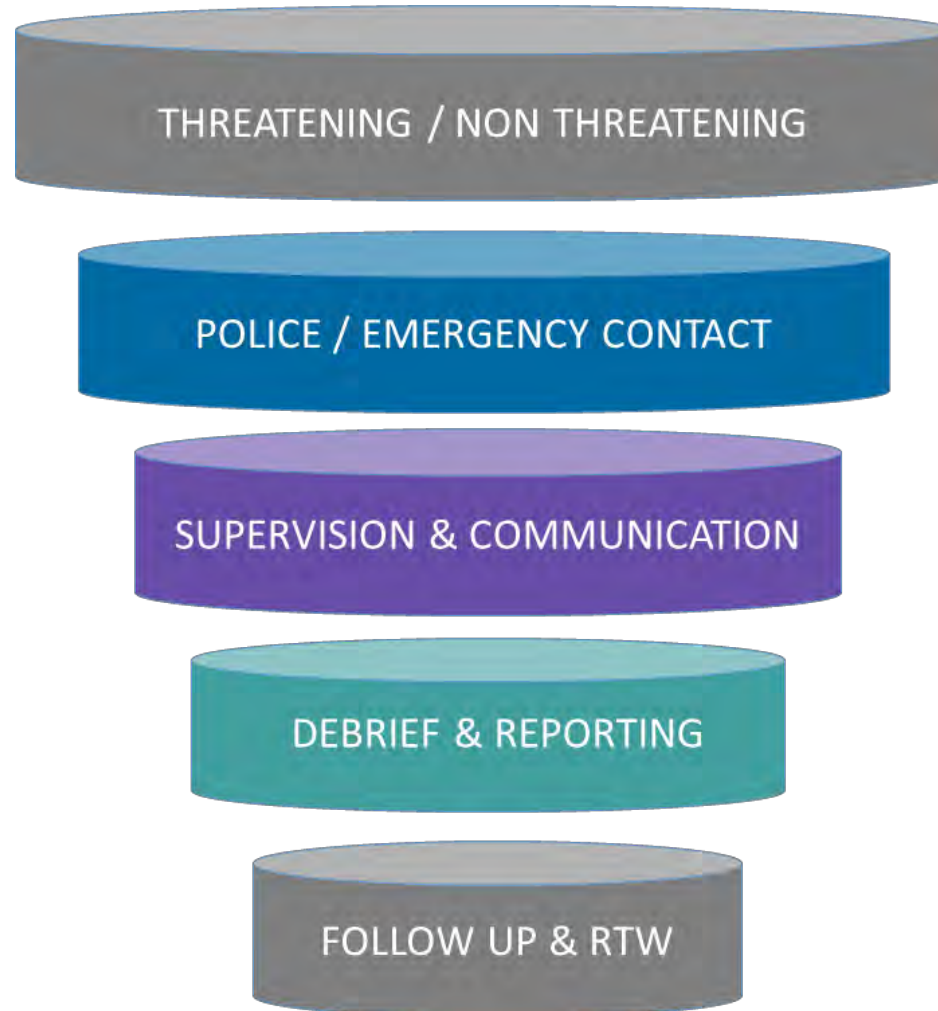 THREATENING / NON THREATENING
POLICE / EMERGENCY CONTACT
SUPERVISION & COMMUNICATION
DEBRIEF & REPORTING
FOLLOW UP & RTW